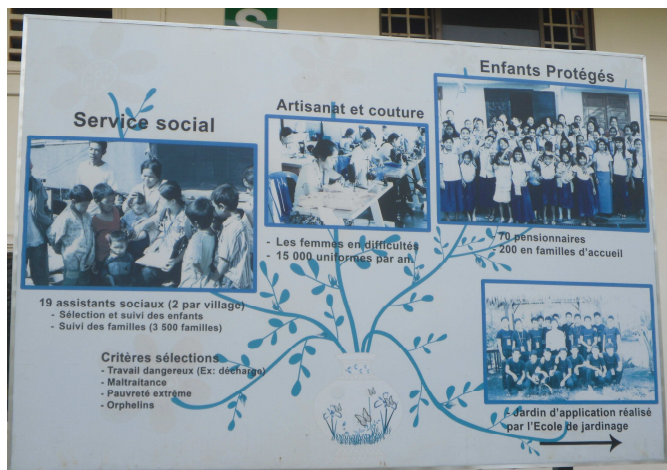 S
Service social
19 assistants sociaux (2 par village)
- Sélection et suivi des enfants
- Suivi des familles (3 500 familles)
Critères sélections
- Travail dangereux (Ex: décharge)
- Maltraitance
- Pauvreté extrême
- Orphelins
Artisanat et couture
- Les femmes en difficultés
- 15 000 uniformes par an.
Enfants Protégés
- 70 pensionnaires
- 200 en familles d'accueil
- Jardin d'application réalisé
par l'Ecole de jardinage